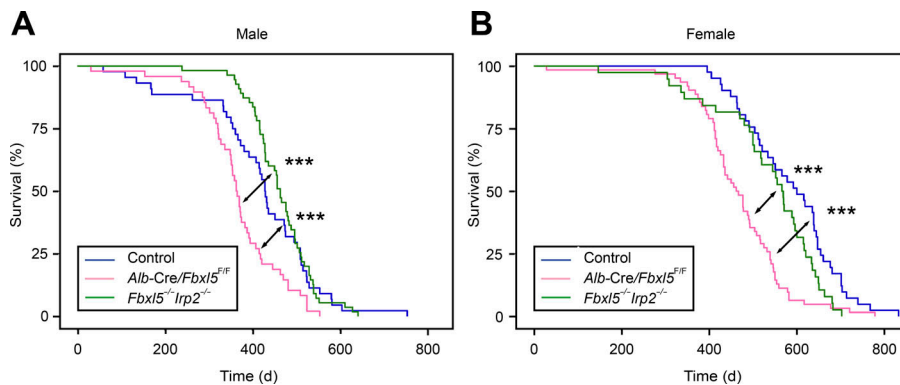 A
Male
Survival (%)
100
75
50
25
0
0 200 400 600 800
Time (d)
***
***
Control
Alb-Cre/Fbxl5F/F
Fbxl5−/−Irp2−/−
B
Female
Survival (%)
100
75
50
25
0
0 200 400 600 800
Time (d)
***
***
Control
Alb-Cre/Fbxl5F/F
Fbxl5−/−Irp2−/−